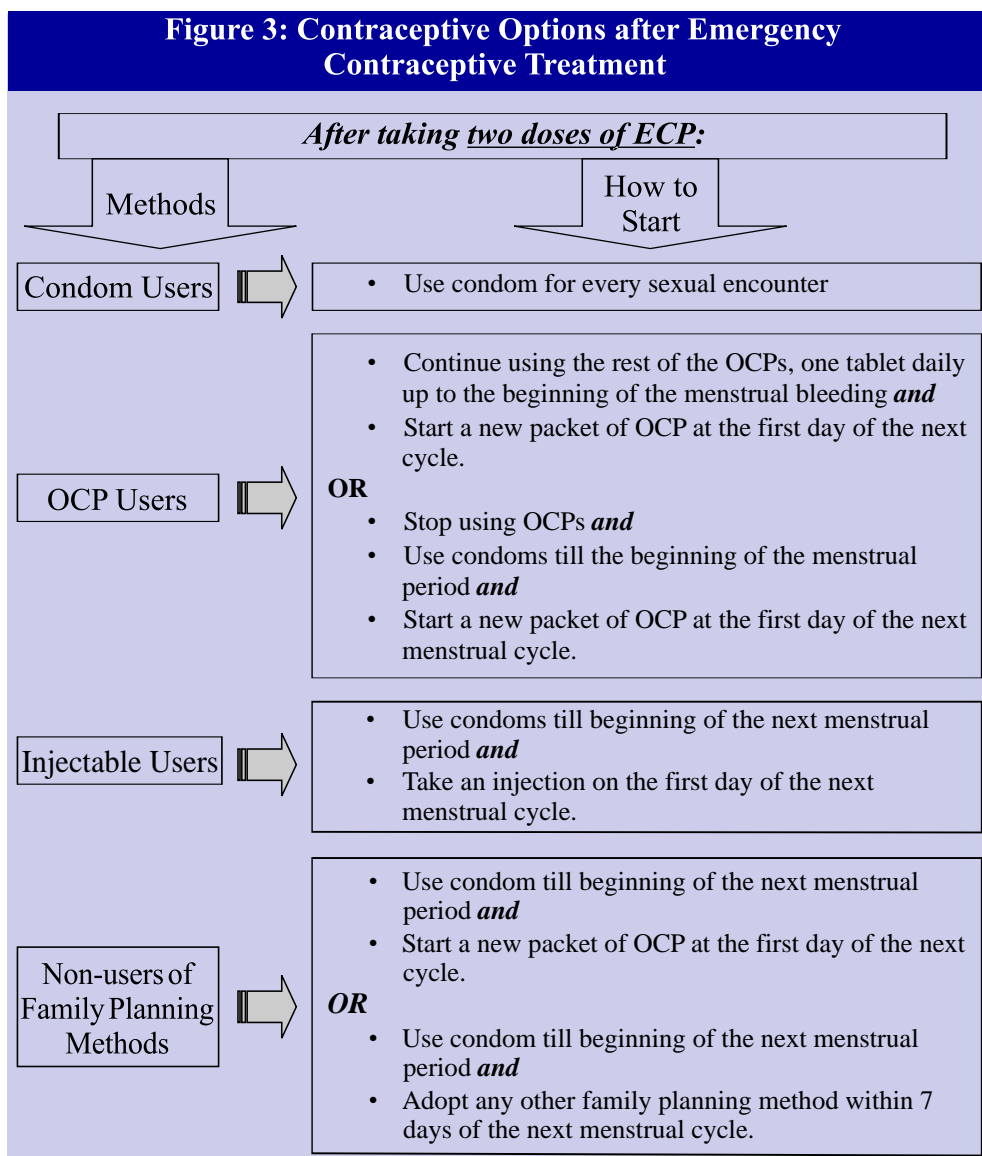 Figure 3: Contraceptive Options after Emergency
Contraceptive Treatment
After taking two doses of ECP:
Methods
How to
Start
Condom Users
• Use condom for every sexual encounter
OCP Users
• Continue using the rest of the OCPs, one tablet daily
up to the beginning of the menstrual bleeding and
• Start a new packet of OCP at the first day of the next
cycle.
OR
• Stop using OCPs and
• Use condoms till the beginning of the menstrual
period and
• Start a new packet of OCP at the first day of the next
menstrual cycle.
Injectable Users
• Use condoms till beginning of the next menstrual
period and
• Take an injection on the first day of the next
menstrual cycle.
Non-users of
Family Planning
Methods
• Use condom till beginning of the next menstrual
period and
• Start a new packet of OCP at the first day of the next
cycle.
OR
• Use condom till beginning of the next menstrual
period and
• Adopt any other family planning method within 7
days of the next menstrual cycle.